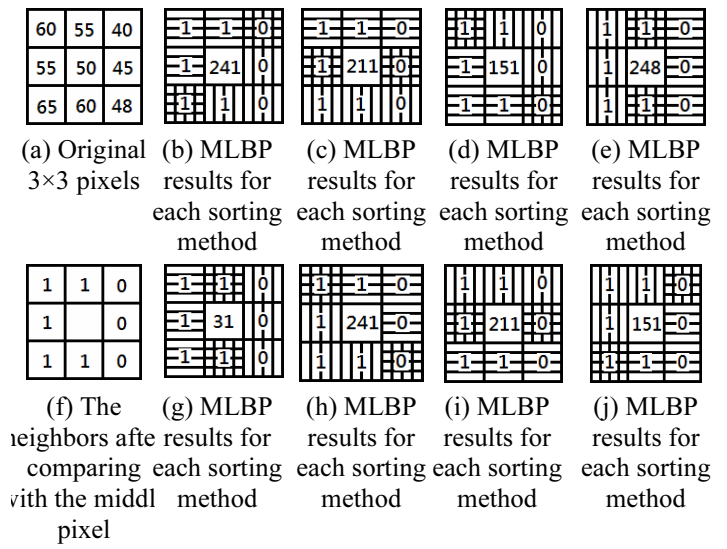 60 55 40
55 50 45
65 60 48
1 1 0
1 241 0
1 1 0
1 1 0
1 211 0
1 1 0
1 1 0
1 151 0
1 1 0
1 1 0
1 248 0
1 1 0
(a) Original
3×3 pixels
(b) MLBP
results for
each sorting
method
(c) MLBP
results for
each sorting
method
(d) MLBP
results for
each sorting
method
(e) MLBP
results for
each sorting
method
1 1 0
1 0
1 1 0
1 1 0
1 31 0
1 1 0
1 1 0
1 241 0
1 1 0
1 1 0
1 211 0
1 1 0
1 1 0
1 151 0
1 1 0
(f) The
neighbors afte
comparing
with the middl
pixel
(g) MLBP
results for
each sorting
method
(h) MLBP
results for
each sorting
method
(i) MLBP
results for
each sorting
method
(j) MLBP
results for
each sorting
method